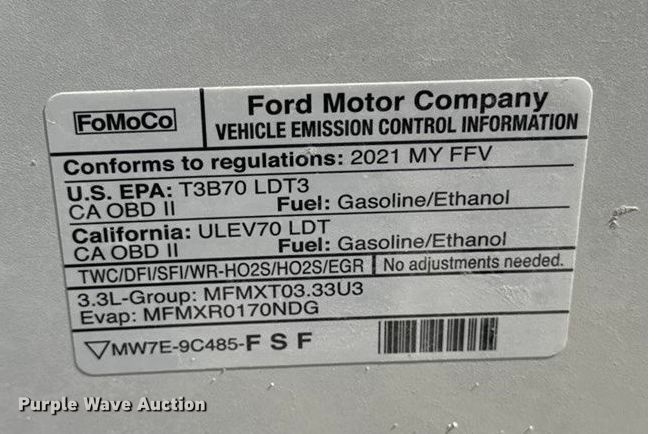 FoMoCo
Ford Motor Company
VEHICLE EMISSION CONTROL INFORMATION
Conforms to regulations: 2021 MY FFV
U.S. EPA: T3B70 LDT3
CA OBD II Fuel: Gasoline/Ethanol
California: ULEV70 LDT
CA OBD II Fuel: Gasoline/Ethanol
TWC/DFI/SFI/WR-HO2S/HO2S/EGR No adjustments needed.
3.3L-Group: MFMXT03.33U3
Evap: MFMXR0170NDG
MW7E-9C485-F S F
Purple Wave Auction